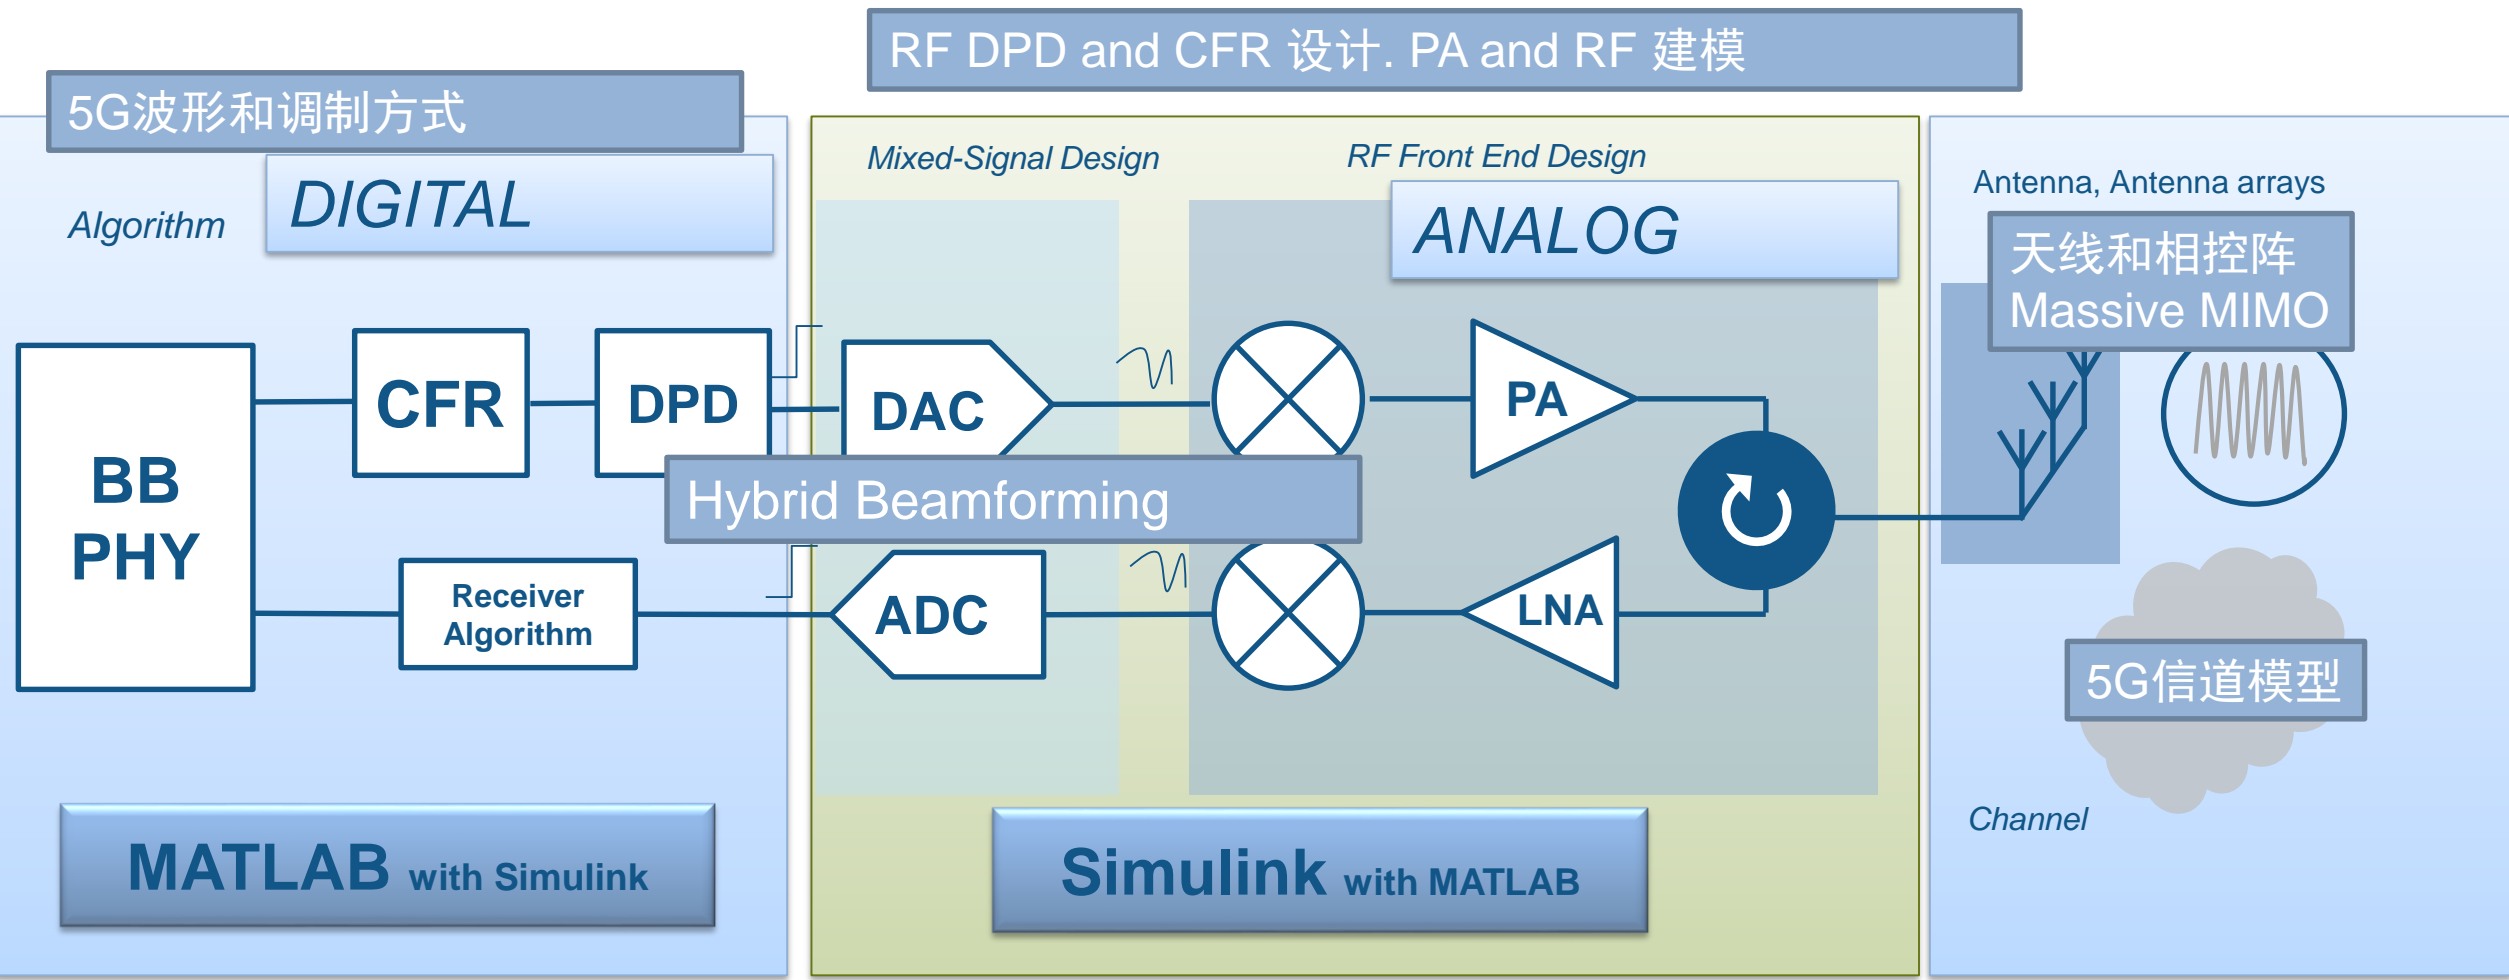 RF DPD and CFR 设计. PA and RF 建模
5G波形和调制方式
Mixed-Signal Design
RF Front End Design
Antenna, Antenna arrays
Algorithm
DIGITAL
ANALOG
天线和相控阵
Massive MIMO
BB
PHY
CFR
DPD
DAC
PA
Hybrid Beamforming
Receiver
Algorithm
ADC
LNA
5G信道模型
Channel
MATLAB with Simulink
Simulink with MATLAB